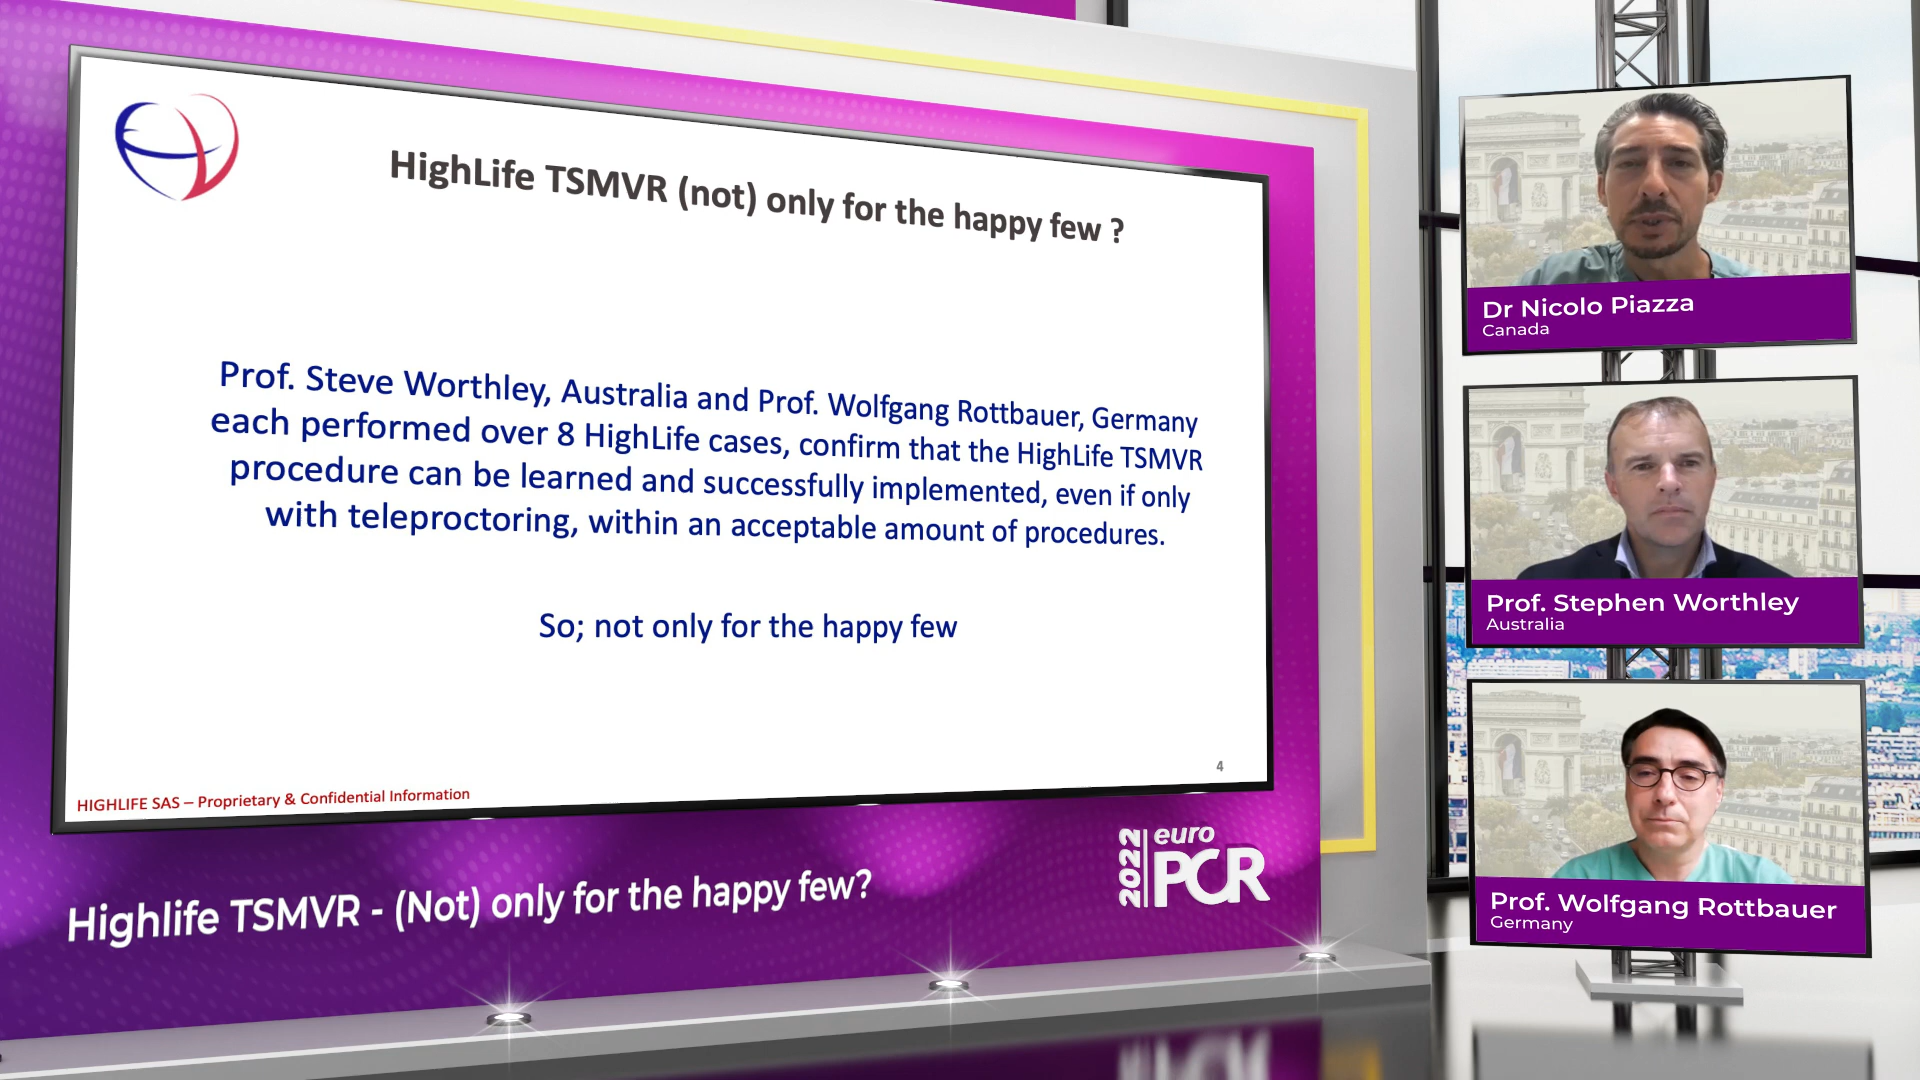 HighLife TSMVR (not) only for the happy few ?
Prof. Steve Worthley, Australia and Prof. Wolfgang Rottbauer, Germany
each performed over 8 HighLife cases, confirm that the HighLife TSMVR
procedure can be learned and successfully implemented, even if only
with teleproctoring, within an acceptable amount of procedures.
So; not only for the happy few
4
HIGHLIFE SAS – Proprietary & Confidential Information
Highlife TSMVR - (Not) only for the happy few?
2022
euro
PCR
Dr Nicolo Piazza
Canada
Prof. Stephen Worthley
Australia
Prof. Wolfgang Rottbauer
Germany